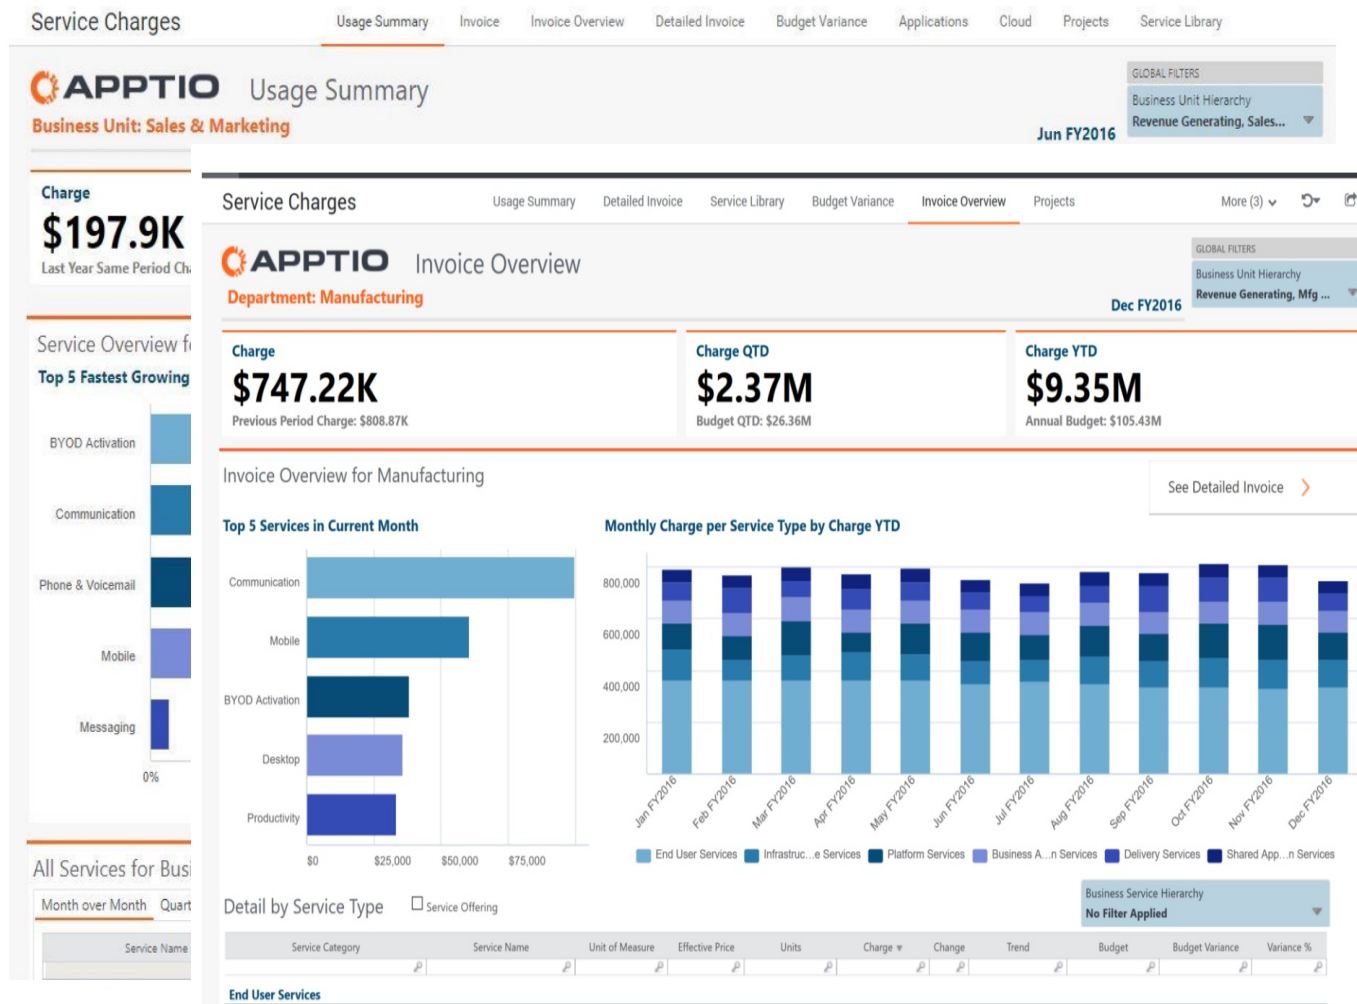 Service Charges
Usage Summary Invoice Invoice Overview Detailed Invoice Budget Variance Applications Cloud Projects Service Library
APPTIO Usage Summary
Business Unit: Sales & Marketing
Jun FY2016
GLOBAL FILTERS
Business Unit Hierarchy
Revenue Generating, Sales...
Charge
$197.9K
Last Year Same Period Ch
Service Overview f
Top 5 Fastest Growing
BYOD Activation
Communication
Phone & Voicemail
Mobile
Messaging
0%
All Services for Busi
Month over Month Quart
Service Name
Service Charges
Usage Summary Detailed Invoice Service Library Budget Variance Invoice Overview Projects More (3)
APPTIO Invoice Overview
Department: Manufacturing
Dec FY2016
GLOBAL FILTERS
Business Unit Hierarchy
Revenue Generating, Mfg ...
Charge
$747.22K
Previous Period Charge: $808.87K
Charge QTD
$2.37M
Budget QTD: $26.36M
Charge YTD
$9.35M
Annual Budget: $105.43M
Invoice Overview for Manufacturing
See Detailed Invoice
Top 5 Services in Current Month
Communication
Mobile
BYOD Activation
Desktop
Productivity
$0 $25,000 $50,000 $75,000
Monthly Charge per Service Type by Charge YTD
800,000
600,000
400,000
200,000
Jan FY2016 Feb FY2016 Mar FY2016 Apr FY2016 May FY2016 Jun FY2016 Jul FY2016 Aug FY2016 Sep FY2016 Oct FY2016 Nov FY2016 Dec FY2016
End User Services Infrastruc...e Services Platform Services Business A...n Services Delivery Services Shared App...n Services
Detail by Service Type Service Offering
Business Service Hierarchy
No Filter Applied
Service Category Service Name Unit of Measure Effective Price Units Charge Change Trend Budget Budget Variance Variance %
End User Services